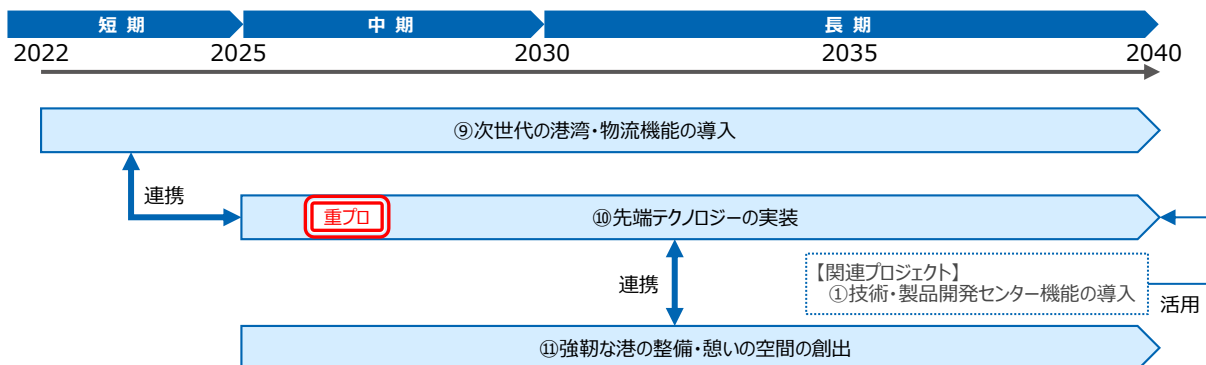 短期 中期 長期
2022 2025 2030 2035 2040
⑨次世代の港湾・物流機能の導入
連携
重プロ ⑩先端テクノロジーの実装
連携
【関連プロジェクト】
①技術・製品開発センター機能の導入
活用
⑪強靭な港の整備・憩いの空間の創出